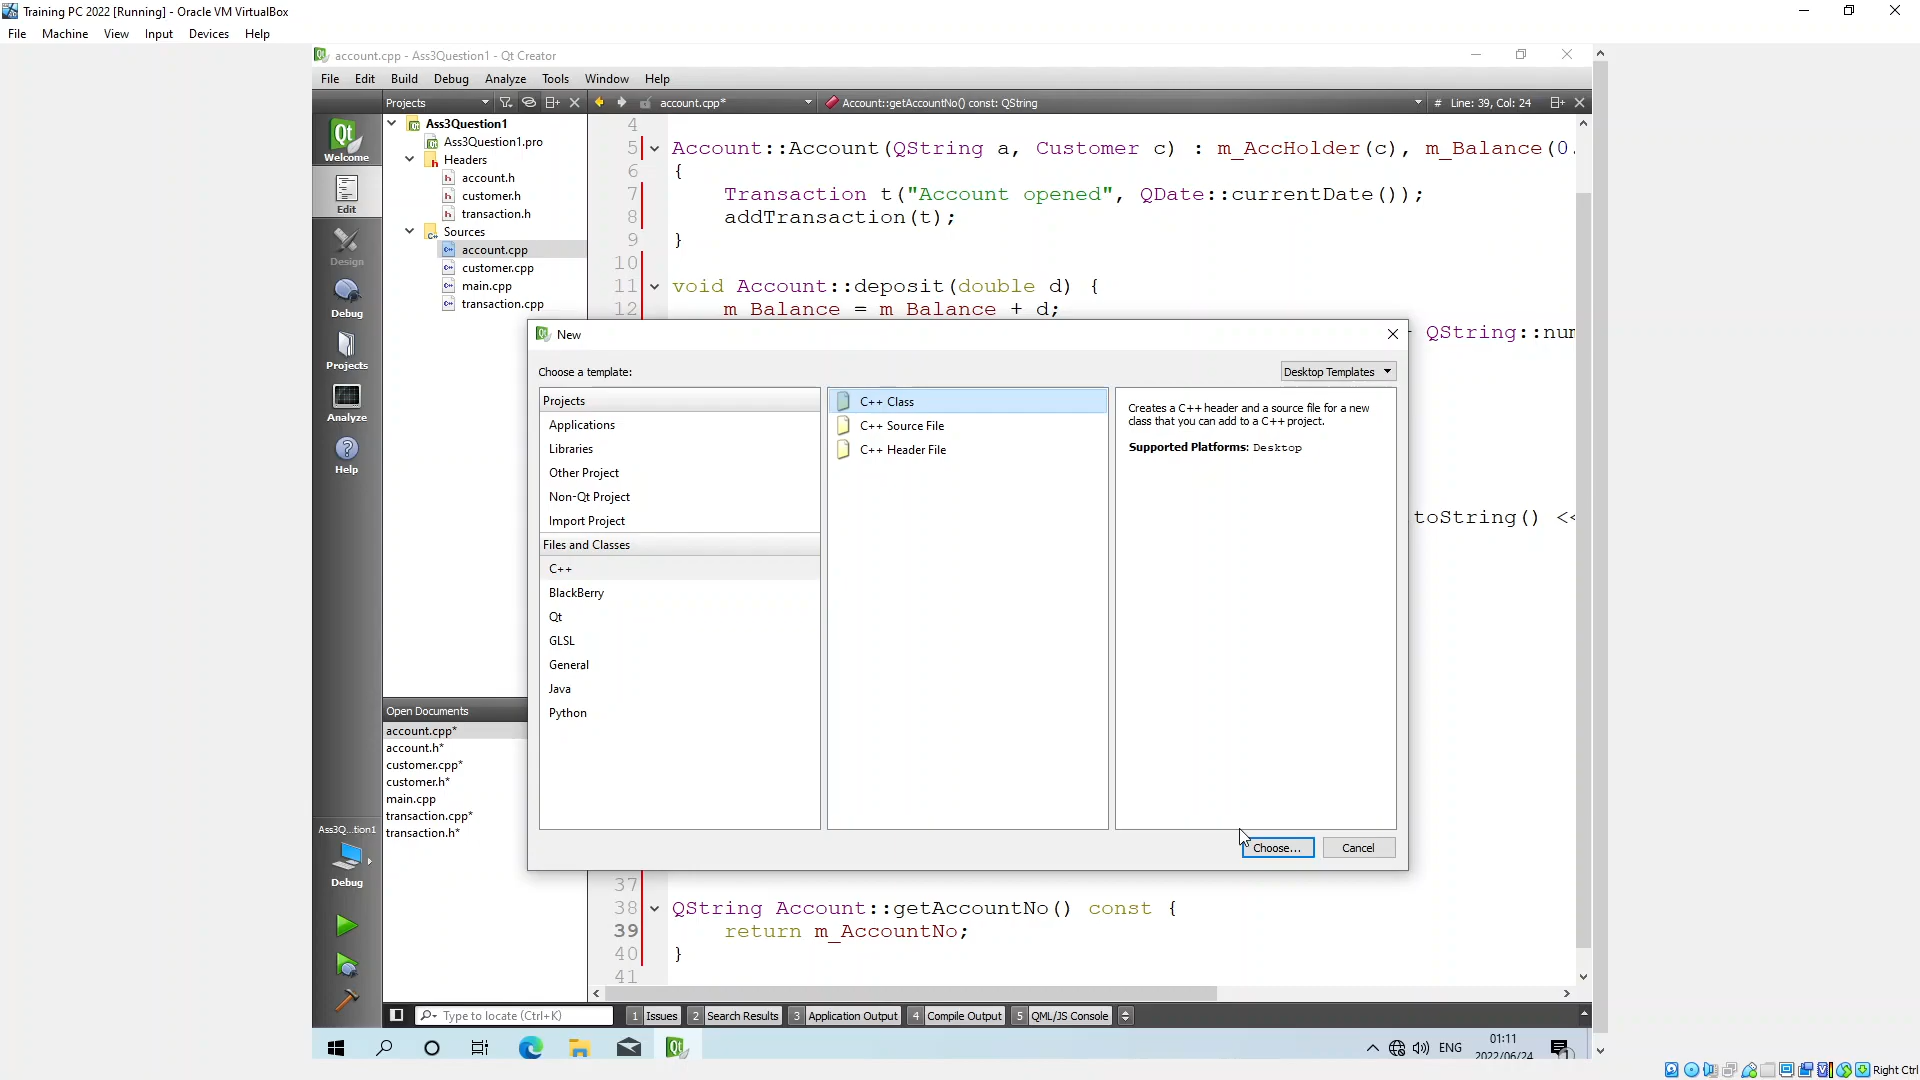 Training PC 2022 [Running] - Oracle VM VirtualBox
File Machine View Input Devices Help
account.cpp - Ass3Question1 - Qt Creator
File Edit Build Debug Analyze Tools Window Help
Projects
account.cpp*
Account::getAccountNo() const: QString
# Line: 39, Col: 24
Welcome
Edit
Design
Debug
Projects
Analyze
Help
Ass3Question1
Ass3Question1.pro
Headers
account.h
customer.h
transaction.h
Sources
account.cpp
customer.cpp
main.cpp
transaction.cpp
4
5 Account::Account(QString a, Customer c) : m_AccHolder(c), m_Balance(0.
6 {
7 Transaction t("Account opened", QDate::currentDate());
8 addTransaction(t);
9 }
10
11 void Account::deposit(double d) {
12 m_Balance = m_Balance + d;
QString::num
toString() <<
New
Choose a template:
Desktop Templates
Projects
Applications
Libraries
Other Project
Non-Qt Project
Import Project
Files and Classes
C++
BlackBerry
Qt
GLSL
General
Java
Python
C++ Class
C++ Source File
C++ Header File
Creates a C++ header and a source file for a new
class that you can add to a C++ project.
Supported Platforms: Desktop
Choose...
Cancel
37
38 QString Account::getAccountNo() const {
39 return m_AccountNo;
40 }
41
Open Documents
account.cpp*
account.h*
customer.cpp*
customer.h*
main.cpp
transaction.cpp*
transaction.h*
Ass3Q...tion1
Debug
Type to locate (Ctrl+K)
1 Issues
2 Search Results
3 Application Output
4 Compile Output
5 QML/JS Console
ENG
01:11
2022/06/24
Right Ctrl